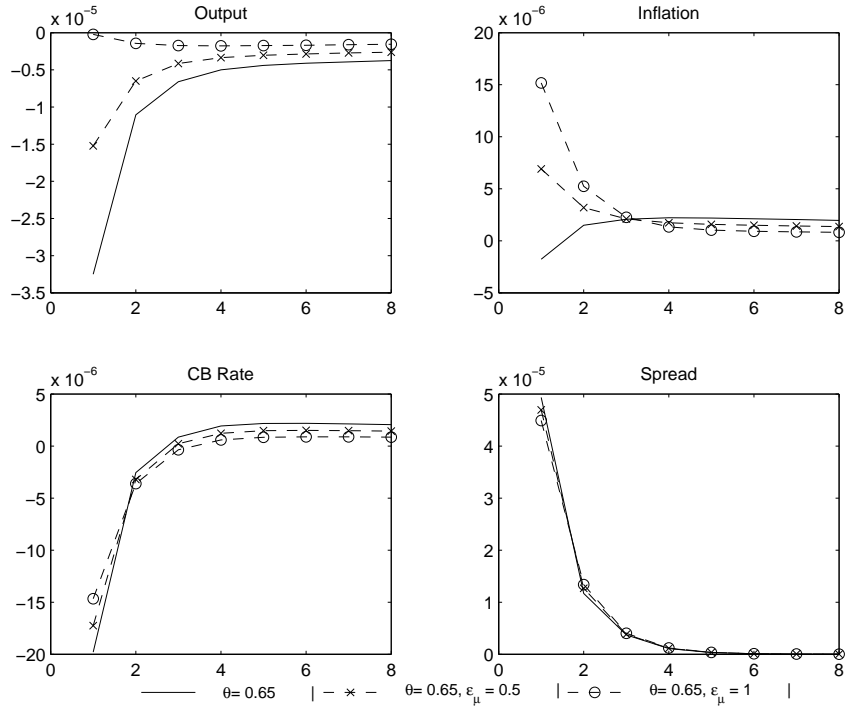 Output
x 10⁻⁵
0
−0.5
−1
−1.5
−2
−2.5
−3
−3.5
0 2 4 6 8
Inflation
x 10⁻⁶
20
15
10
5
0
−5
0 2 4 6 8
CB Rate
x 10⁻⁶
5
0
−5
−10
−15
−20
0 2 4 6 8
Spread
x 10⁻⁵
5
4
3
2
1
0
0 2 4 6 8
θ= 0.65 | θ= 0.65, ε_μ = 0.5 | θ= 0.65, ε_μ = 1 |